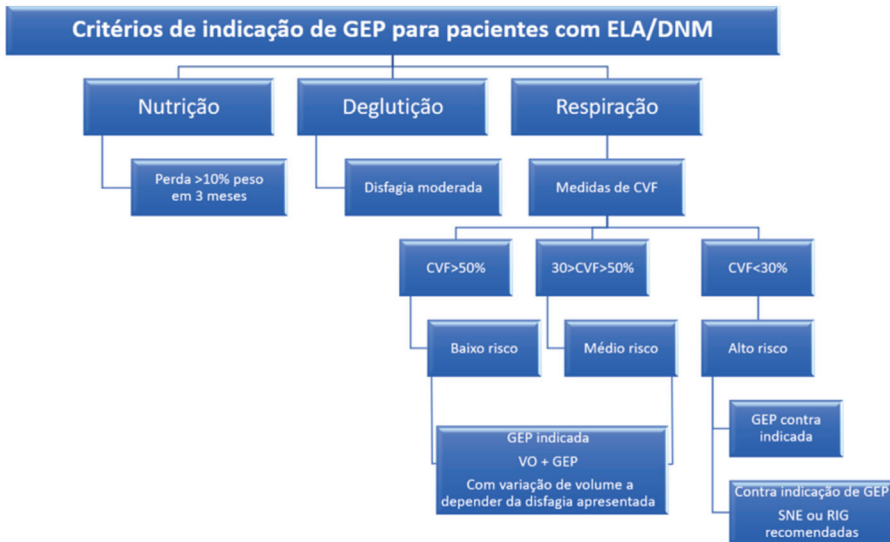 Critérios de indicação de GEP para pacientes com ELA/DNM
Nutrição
Deglutição
Respiração
Perda >10% peso
em 3 meses
Disfagia moderada
Medidas de CVF
CVF>50%
30>CVF>50%
CVF<30%
Baixo risco
Médio risco
Alto risco
GEP indicada
VO + GEP
Com variação de volume a
depender da disfagia apresentada
GEP contra
indicada
Contra indicação de GEP
SNE ou RIG
recomendadas